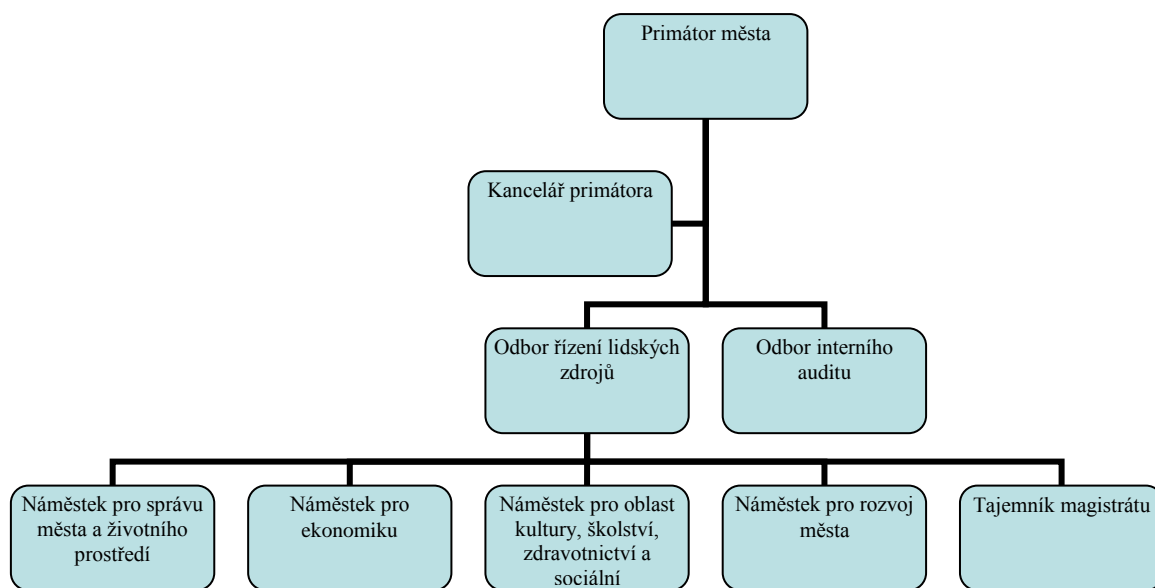 Primátor města
Kancelář primátora
Odbor řízení lidských
zdrojů
Odbor interního
auditu
Náměstek pro správu
města a životního
prostředí
Náměstek pro
ekonomiku
Náměstek pro oblast
kultury, školství,
zdravotnictví a
sociální
Náměstek pro rozvoj
města
Tajemník magistrátu